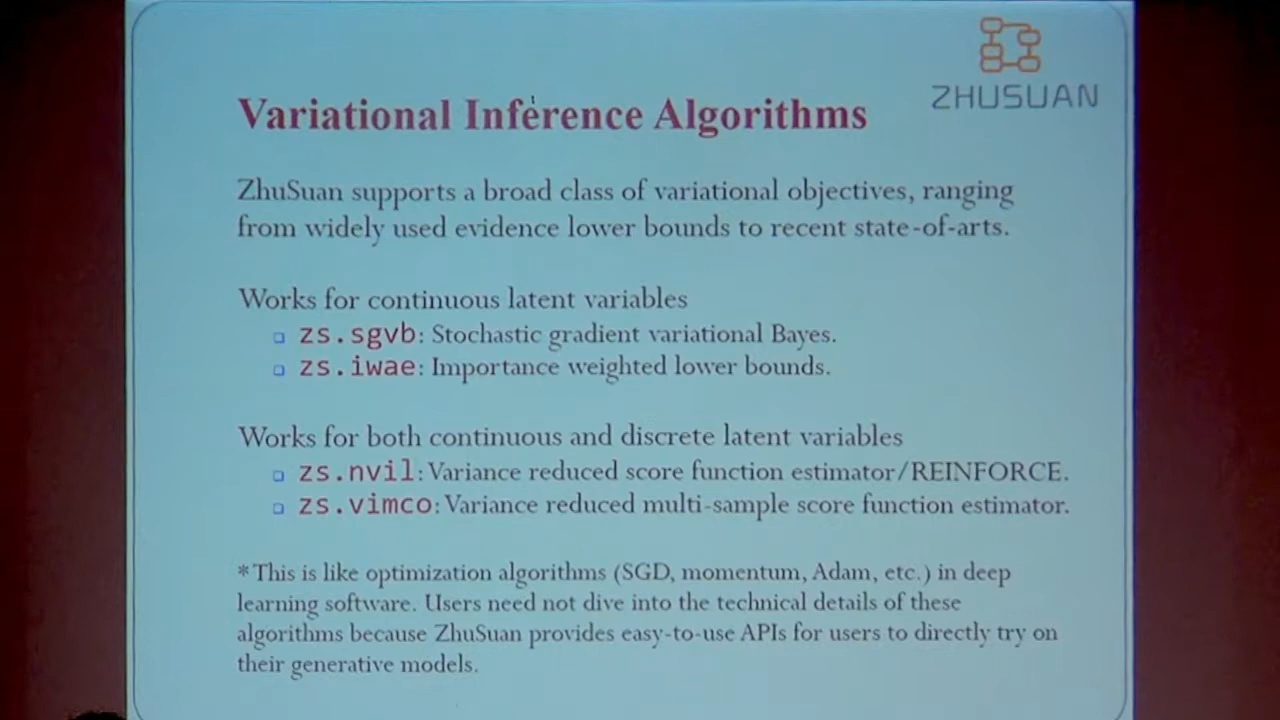 ZHUSUAN
Variational Inference Algorithms
ZhuSuan supports a broad class of variational objectives, ranging
from widely used evidence lower bounds to recent state-of-arts.
Works for continuous latent variables
zs.sgvb: Stochastic gradient variational Bayes.
zs.iwae: Importance weighted lower bounds.
Works for both continuous and discrete latent variables
zs.nvil: Variance reduced score function estimator/REINFORCE.
zs.vimco: Variance reduced multi-sample score function estimator.
* This is like optimization algorithms (SGD, momentum, Adam, etc.) in deep
learning software. Users need not dive into the technical details of these
algorithms because ZhuSuan provides easy-to-use APIs for users to directly try on
their generative models.